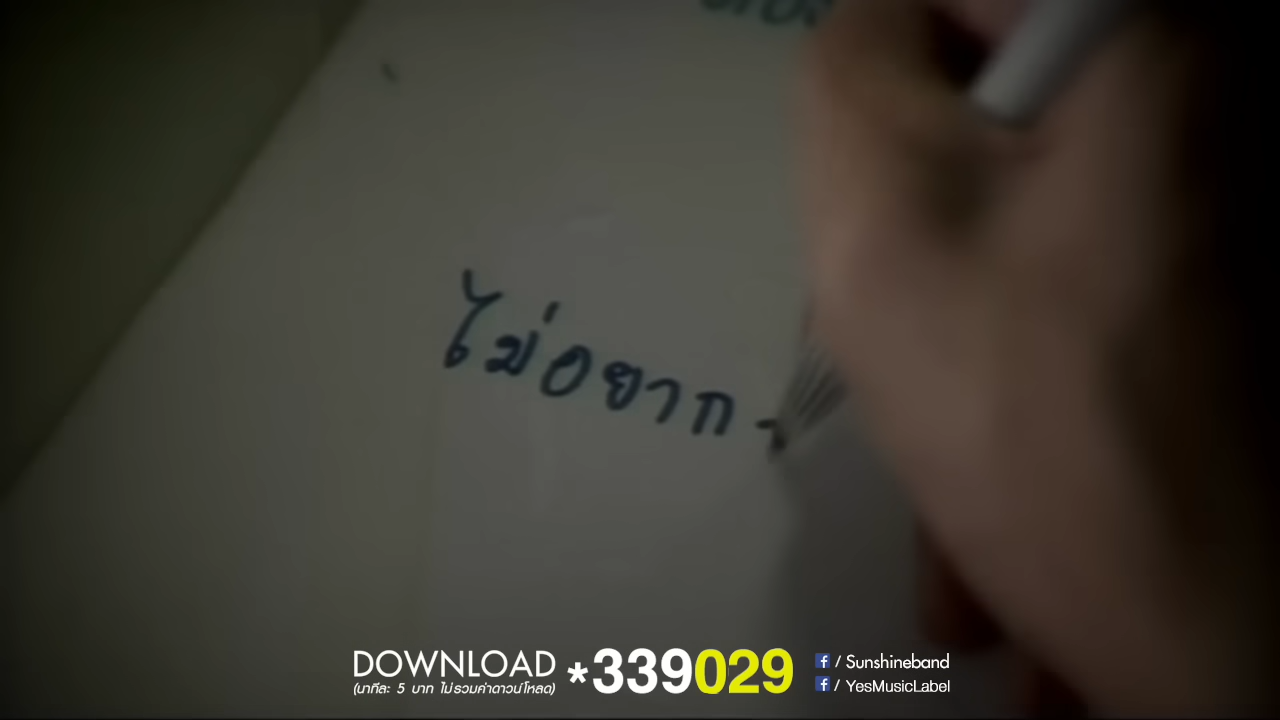 ไม่อยาก
DOWNLOAD *339029
(นาทีละ 5 บาท ไม่รวมค่าดาวน์โหลด)
f / Sunshineband
f / YesMusicLabel